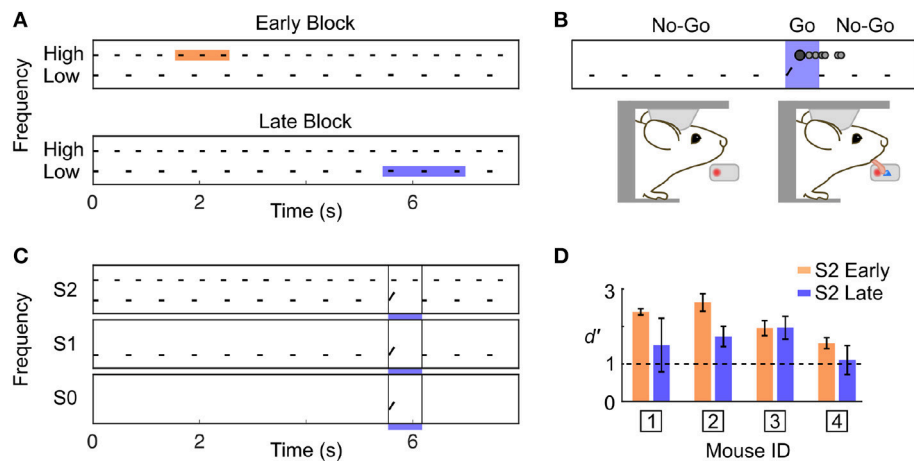 A
Early Block
High
Low
Late Block
High
Low
Frequency
0 2 4 6
Time (s)
B
No-Go Go No-Go
C
S2
S1
S0
Frequency
0 2 4 6
Time (s)
D
S2 Early
S2 Late
3
d'
1
0
1 2 3 4
Mouse ID